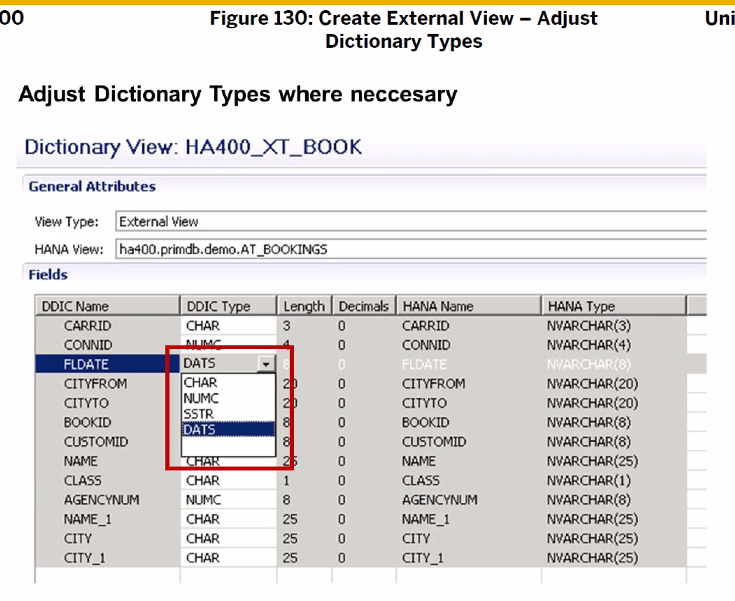 00 Figure 130: Create External View – Adjust Uni
Dictionary Types
Adjust Dictionary Types where neccesary
Dictionary View: HA400_XT_BOOK
General Attributes
View Type: External View
HANA View: ha400.primdb.demo.AT_BOOKINGS
Fields
DDIC Name DDIC Type Length Decimals HANA Name HANA Type
CARRID CHAR 3 0 CARRID NVARCHAR(3)
CONNID NUMC 4 0 CONNID NVARCHAR(4)
FLDATE DATS 8 0 FLDATE NVARCHAR(8)
CITYFROM CHAR 20 0 CITYFROM NVARCHAR(20)
CITYTO NUMC 20 0 CITYTO NVARCHAR(20)
SSTR
BOOKID DATS 8 0 BOOKID NVARCHAR(8)
CUSTOMID 8 0 CUSTOMID NVARCHAR(8)
NAME CHAR 25 0 NAME NVARCHAR(25)
CLASS CHAR 1 0 CLASS NVARCHAR(1)
AGENCYNUM NUMC 8 0 AGENCYNUM NVARCHAR(8)
NAME_1 CHAR 25 0 NAME_1 NVARCHAR(25)
CITY CHAR 25 0 CITY NVARCHAR(25)
CITY_1 CHAR 25 0 CITY_1 NVARCHAR(25)